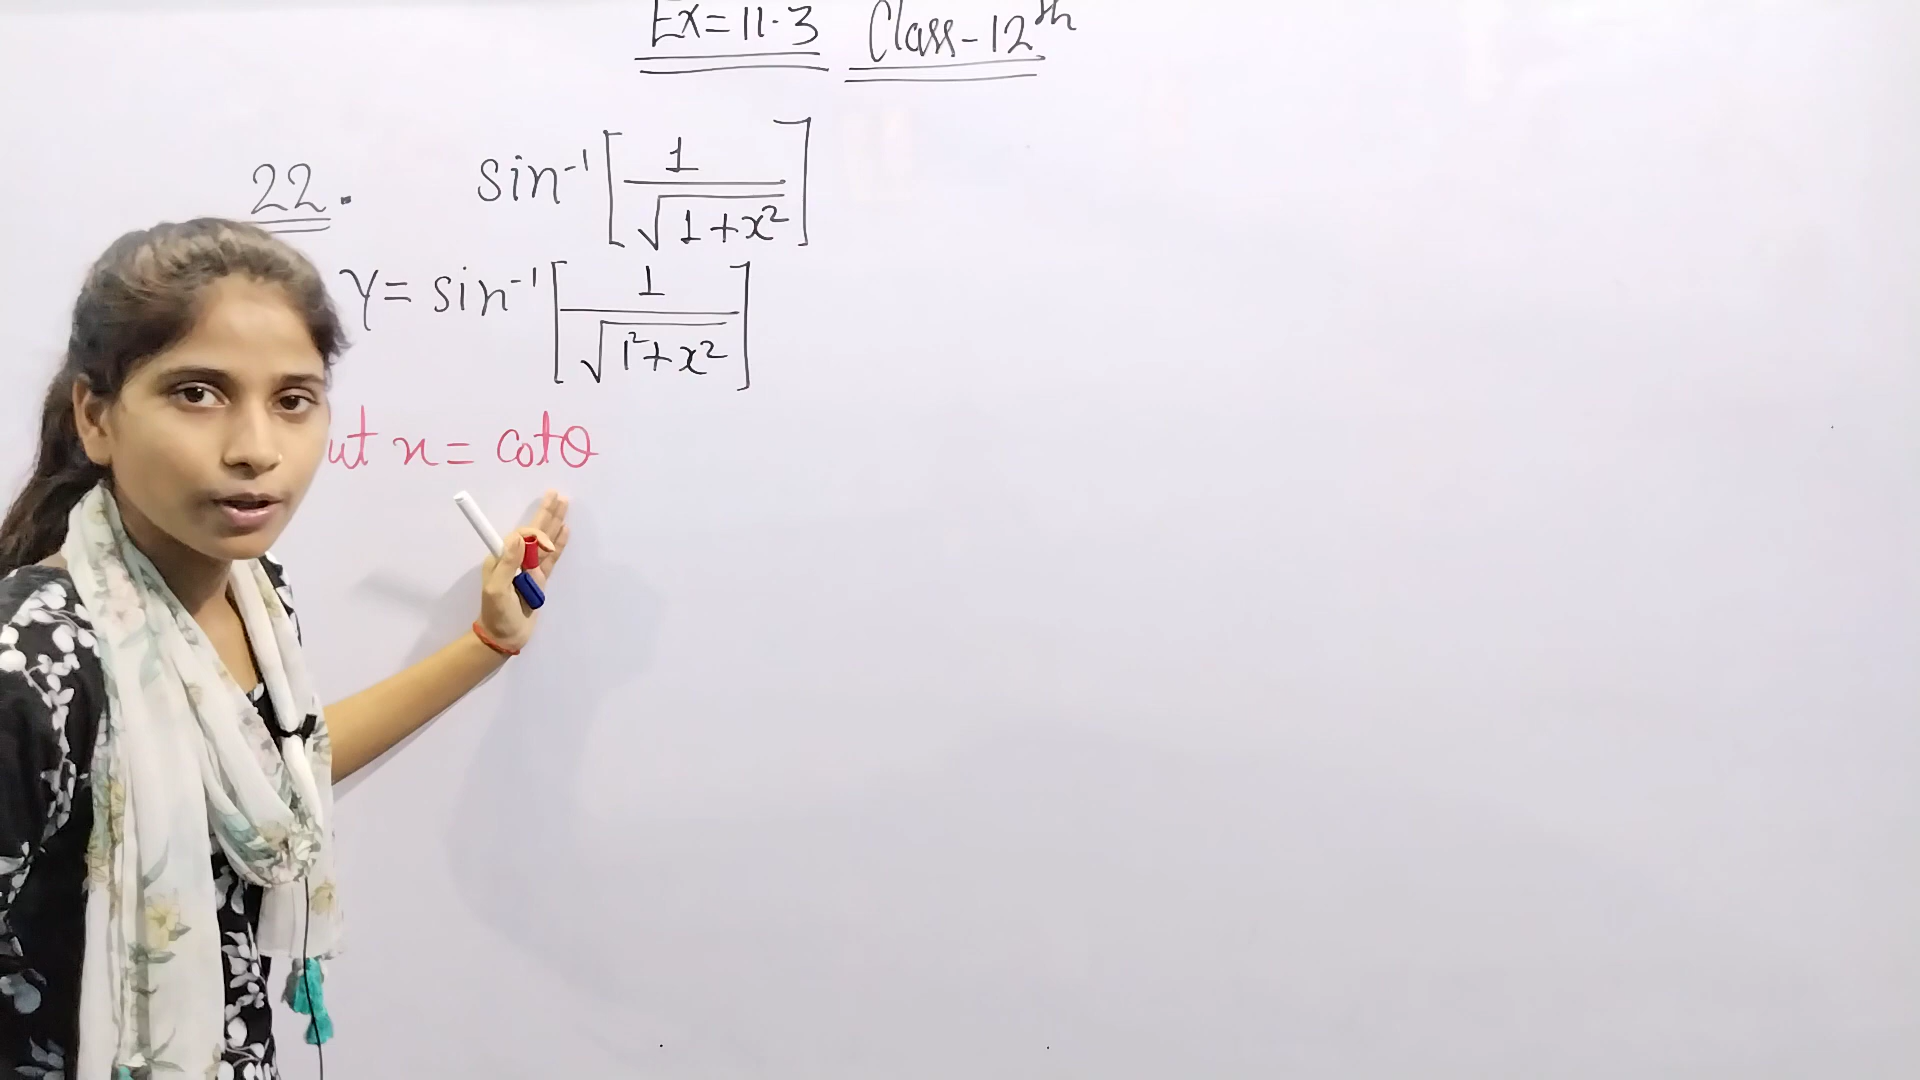 Ex = 11.3 Class-12th
22. sin⁻¹[1/√(1+x²)]
y = sin⁻¹[1/√(1²+x²)]
ut x = cotθ